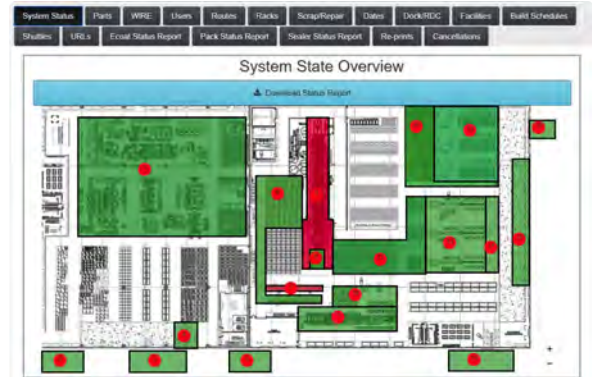 System Status Parts WIRE Users Routes Racks Scrap/Repair Dates Dock/RDC Facilities Build Schedules
Shuttles URLs Ecoat Status Report Pack Status Report Sealer Status Report Re-prints Cancellations
System State Overview
Download Status Report
+
−